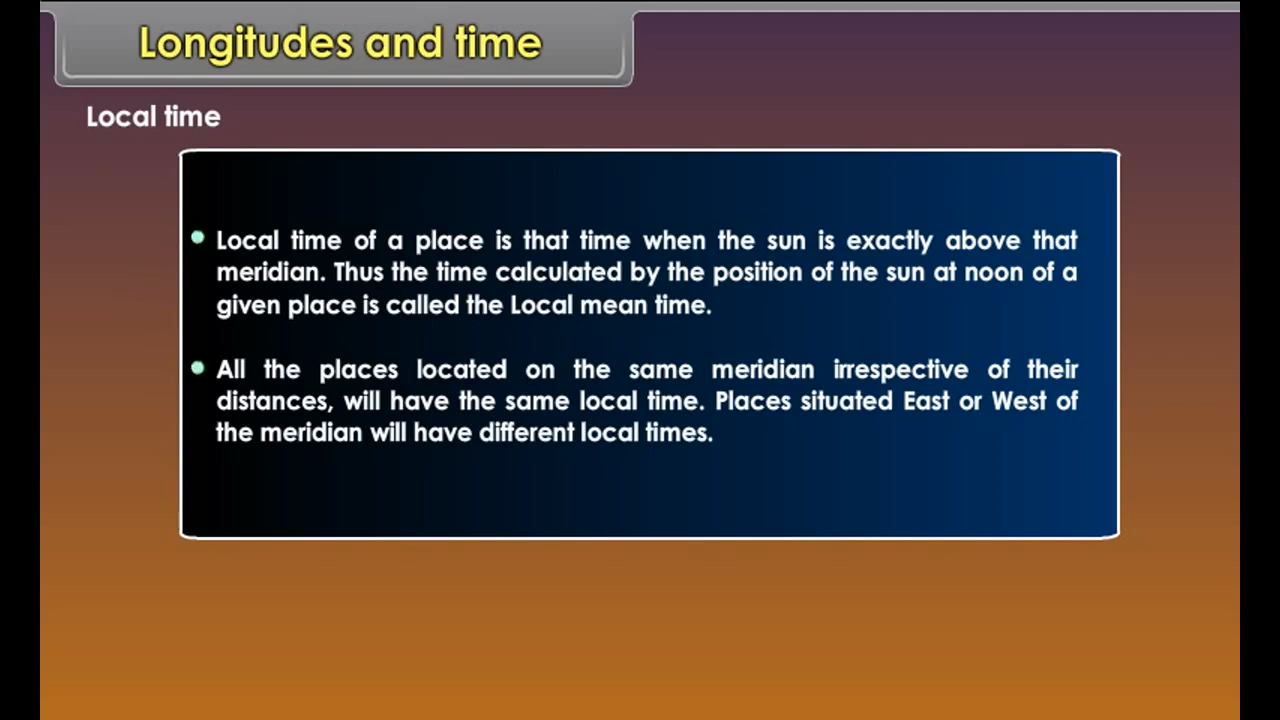 Longitudes and time
Local time
Local time of a place is that time when the sun is exactly above that
meridian. Thus the time calculated by the position of the sun at noon of a
given place is called the Local mean time.
All the places located on the same meridian irrespective of their
distances, will have the same local time. Places situated East or West of
the meridian will have different local times.